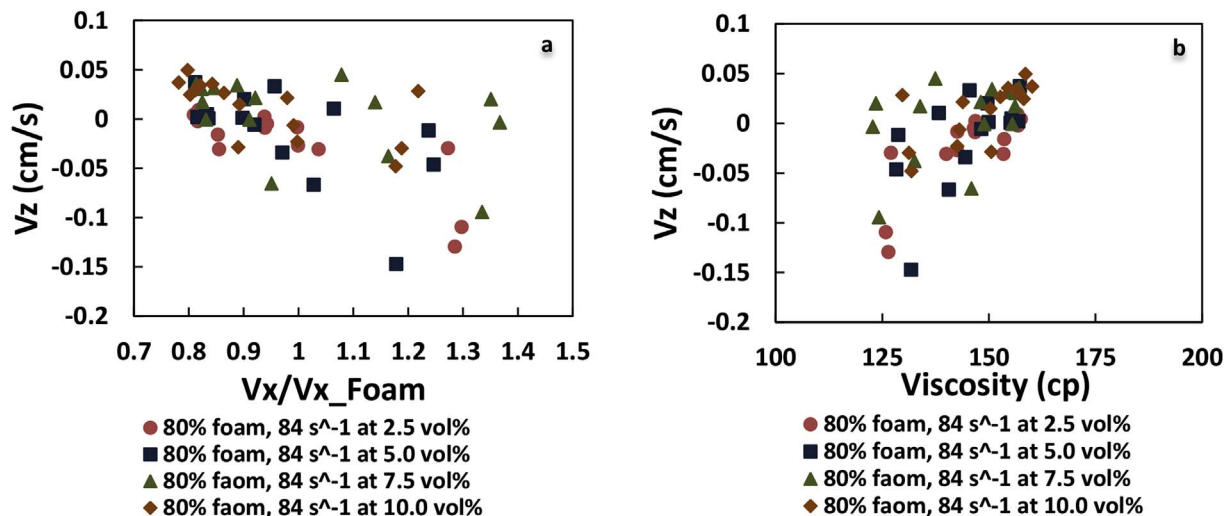 a
0.1
0.05
0
-0.05
-0.1
-0.15
-0.2
Vz (cm/s)
0.7 0.8 0.9 1 1.1 1.2 1.3 1.4 1.5
Vx/Vx_Foam
80% foam, 84 s^-1 at 2.5 vol%
80% foam, 84 s^-1 at 5.0 vol%
80% faom, 84 s^-1 at 7.5 vol%
80% faom, 84 s^-1 at 10.0 vol%
b
0.1
0.05
0
-0.05
-0.1
-0.15
-0.2
Vz (cm/s)
100 125 150 175 200
Viscosity (cp)
80% foam, 84 s^-1 at 2.5 vol%
80% foam, 84 s^-1 at 5.0 vol%
80% faom, 84 s^-1 at 7.5 vol%
80% faom, 84 s^-1 at 10.0 vol%